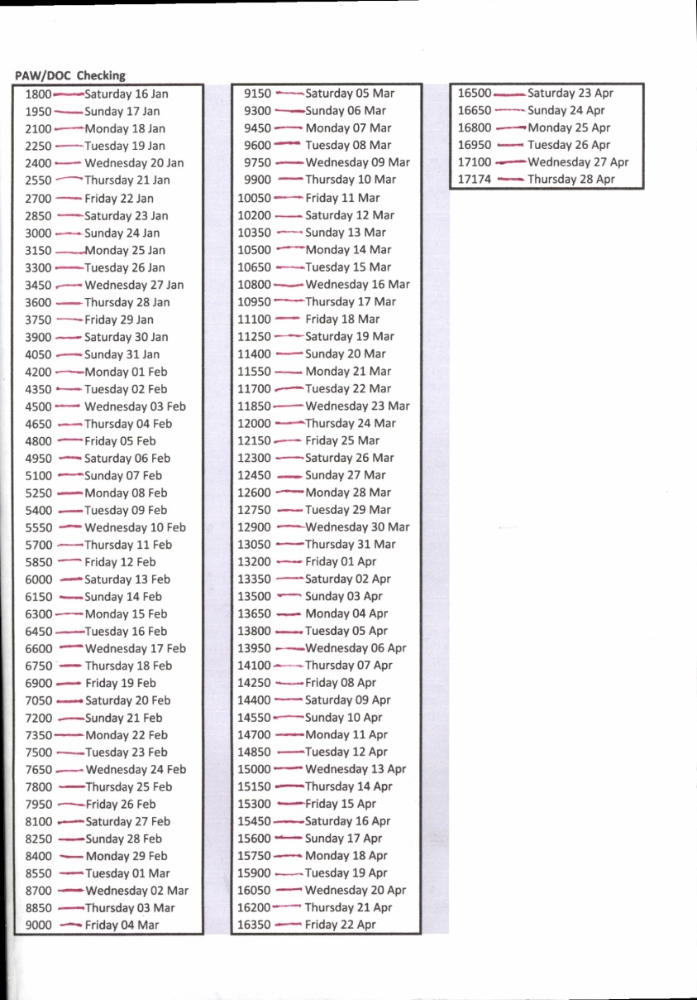 PAW/DOC Checking
1800 Saturday 16 Jan
1950 Sunday 17 Jan
2100 Monday 18 Jan
2250 Tuesday 19 Jan
2400 Wednesday 20 Jan
2550 Thursday 21 Jan
2700 Friday 22 Jan
2850 Saturday 23 Jan
3000 Sunday 24 Jan
3150 Monday 25 Jan
3300 Tuesday 26 Jan
3450 Wednesday 27 Jan
3600 Thursday 28 Jan
3750 Friday 29 Jan
3900 Saturday 30 Jan
4050 Sunday 31 Jan
4200 Monday 01 Feb
4350 Tuesday 02 Feb
4500 Wednesday 03 Feb
4650 Thursday 04 Feb
4800 Friday 05 Feb
4950 Saturday 06 Feb
5100 Sunday 07 Feb
5250 Monday 08 Feb
5400 Tuesday 09 Feb
5550 Wednesday 10 Feb
5700 Thursday 11 Feb
5850 Friday 12 Feb
6000 Saturday 13 Feb
6150 Sunday 14 Feb
6300 Monday 15 Feb
6450 Tuesday 16 Feb
6600 Wednesday 17 Feb
6750 Thursday 18 Feb
6900 Friday 19 Feb
7050 Saturday 20 Feb
7200 Sunday 21 Feb
7350 Monday 22 Feb
7500 Tuesday 23 Feb
7650 Wednesday 24 Feb
7800 Thursday 25 Feb
7950 Friday 26 Feb
8100 Saturday 27 Feb
8250 Sunday 28 Feb
8400 Monday 29 Feb
8550 Tuesday 01 Mar
8700 Wednesday 02 Mar
8850 Thursday 03 Mar
9000 Friday 04 Mar
9150 Saturday 05 Mar
9300 Sunday 06 Mar
9450 Monday 07 Mar
9600 Tuesday 08 Mar
9750 Wednesday 09 Mar
9900 Thursday 10 Mar
10050 Friday 11 Mar
10200 Saturday 12 Mar
10350 Sunday 13 Mar
10500 Monday 14 Mar
10650 Tuesday 15 Mar
10800 Wednesday 16 Mar
10950 Thursday 17 Mar
11100 Friday 18 Mar
11250 Saturday 19 Mar
11400 Sunday 20 Mar
11550 Monday 21 Mar
11700 Tuesday 22 Mar
11850 Wednesday 23 Mar
12000 Thursday 24 Mar
12150 Friday 25 Mar
12300 Saturday 26 Mar
12450 Sunday 27 Mar
12600 Monday 28 Mar
12750 Tuesday 29 Mar
12900 Wednesday 30 Mar
13050 Thursday 31 Mar
13200 Friday 01 Apr
13350 Saturday 02 Apr
13500 Sunday 03 Apr
13650 Monday 04 Apr
13800 Tuesday 05 Apr
13950 Wednesday 06 Apr
14100 Thursday 07 Apr
14250 Friday 08 Apr
14400 Saturday 09 Apr
14550 Sunday 10 Apr
14700 Monday 11 Apr
14850 Tuesday 12 Apr
15000 Wednesday 13 Apr
15150 Thursday 14 Apr
15300 Friday 15 Apr
15450 Saturday 16 Apr
15600 Sunday 17 Apr
15750 Monday 18 Apr
15900 Tuesday 19 Apr
16050 Wednesday 20 Apr
16200 Thursday 21 Apr
16350 Friday 22 Apr
16500 Saturday 23 Apr
16650 Sunday 24 Apr
16800 Monday 25 Apr
16950 Tuesday 26 Apr
17100 Wednesday 27 Apr
17174 Thursday 28 Apr